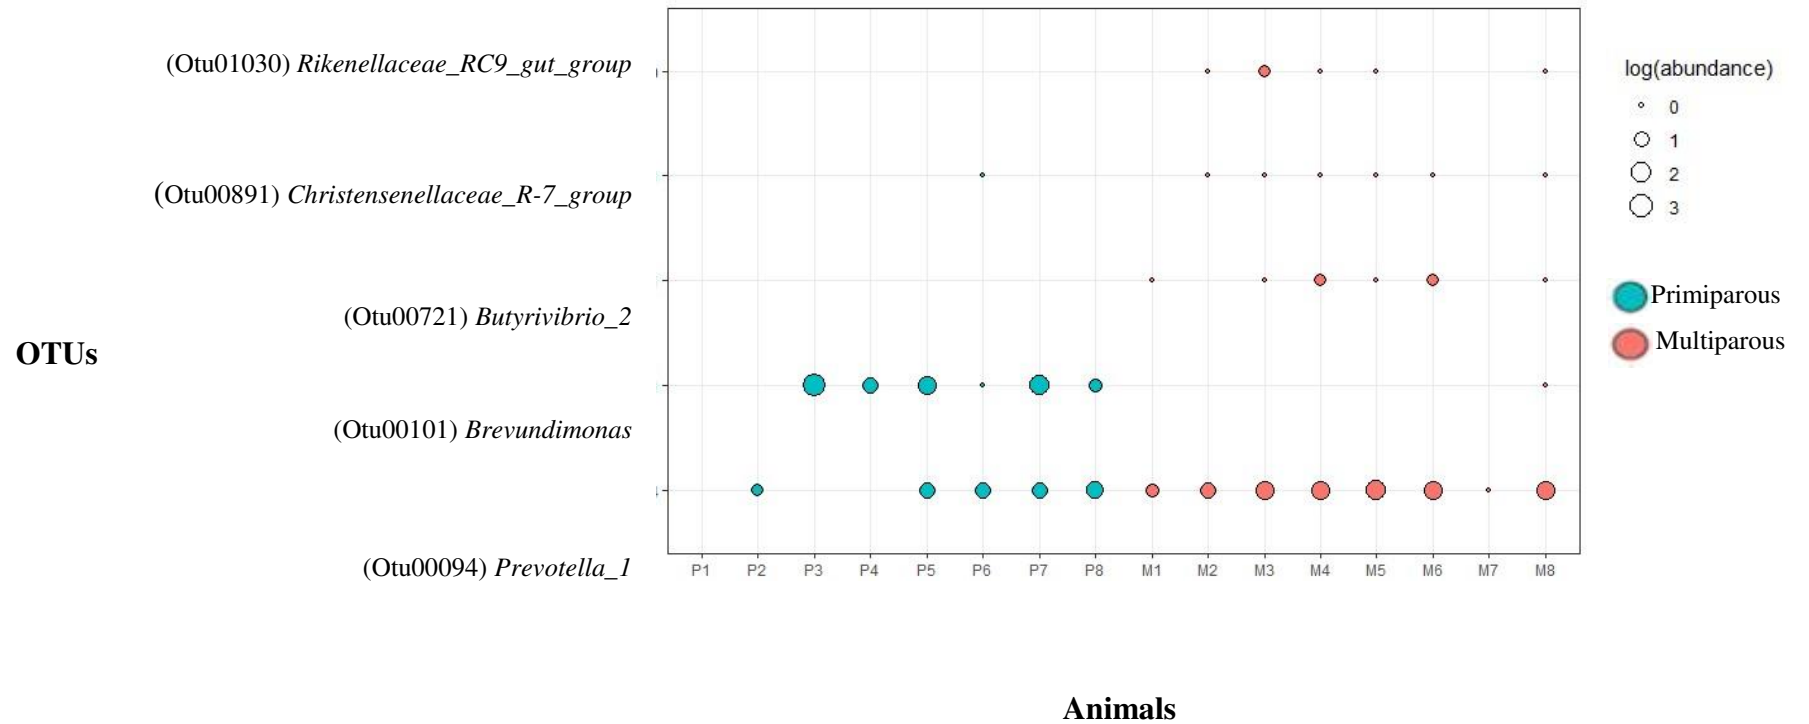 (Otu01030) Rikenellaceae_RC9_gut_group
(Otu00891) Christensenellaceae_R-7_group
(Otu00721) Butyrivibrio_2
OTUs
(Otu00101) Brevundimonas
(Otu00094) Prevotella_1
P1 P2 P3 P4 P5 P6 P7 P8 M1 M2 M3 M4 M5 M6 M7 M8
Animals
log(abundance)
0
1
2
3
Primiparous
Multiparous